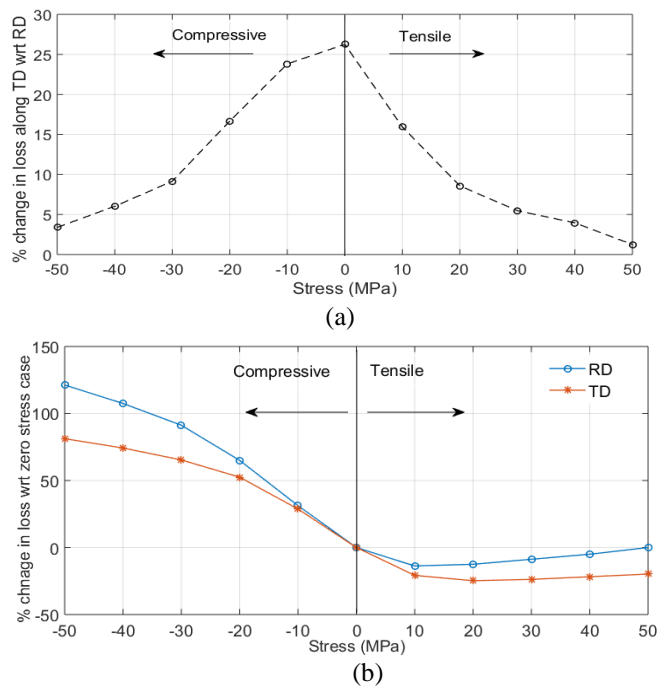 30
25
20
15
10
5
0
% change in loss along TD wrt RD
Compressive
Tensile
-50 -40 -30 -20 -10 0 10 20 30 40 50
Stress (MPa)
(a)
150
100
50
0
-50
% chnage in loss wrt zero stress case
Compressive
Tensile
RD
TD
-50 -40 -30 -20 -10 0 10 20 30 40 50
Stress (MPa)
(b)